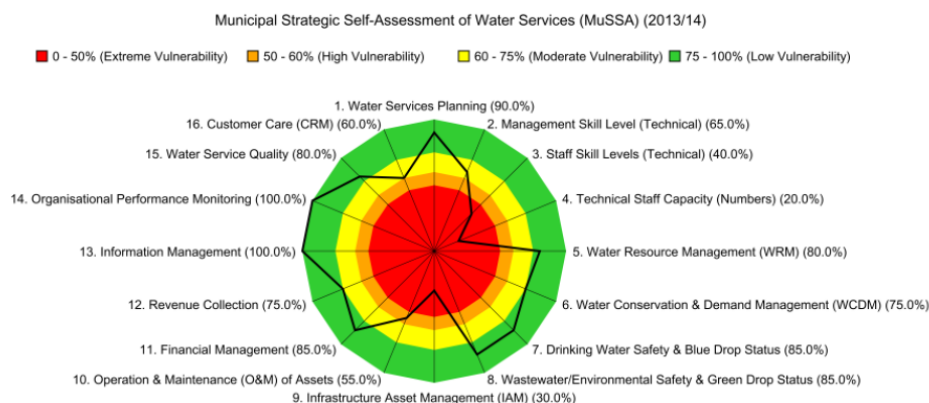 Municipal Strategic Self-Assessment of Water Services (MuSSA) (2013/14)
0 - 50% (Extreme Vulnerability) 50 - 60% (High Vulnerability) 60 - 75% (Moderate Vulnerability) 75 - 100% (Low Vulnerability)
1. Water Services Planning (90.0%)
2. Management Skill Level (Technical) (65.0%)
3. Staff Skill Levels (Technical) (40.0%)
4. Technical Staff Capacity (Numbers) (20.0%)
5. Water Resource Management (WRM) (80.0%)
6. Water Conservation & Demand Management (WCDM) (75.0%)
7. Drinking Water Safety & Blue Drop Status (85.0%)
8. Wastewater/Environmental Safety & Green Drop Status (85.0%)
9. Infrastructure Asset Management (IAM) (30.0%)
10. Operation & Maintenance (O&M) of Assets (55.0%)
11. Financial Management (85.0%)
12. Revenue Collection (75.0%)
13. Information Management (100.0%)
14. Organisational Performance Monitoring (100.0%)
15. Water Service Quality (80.0%)
16. Customer Care (CRM) (60.0%)